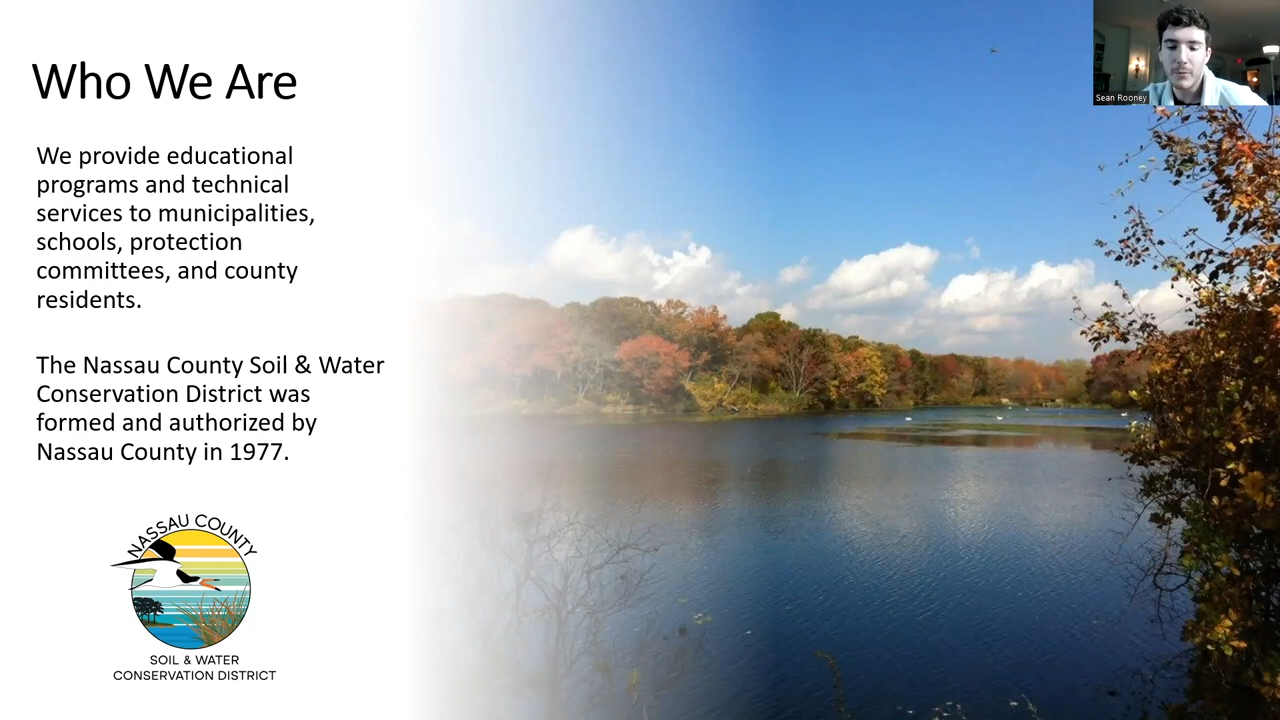 Who We Are
Sean Rooney
We provide educational
programs and technical
services to municipalities,
schools, protection
committees, and county
residents.
The Nassau County Soil & Water
Conservation District was
formed and authorized by
Nassau County in 1977.
NASSAU COUNTY
SOIL & WATER
CONSERVATION DISTRICT